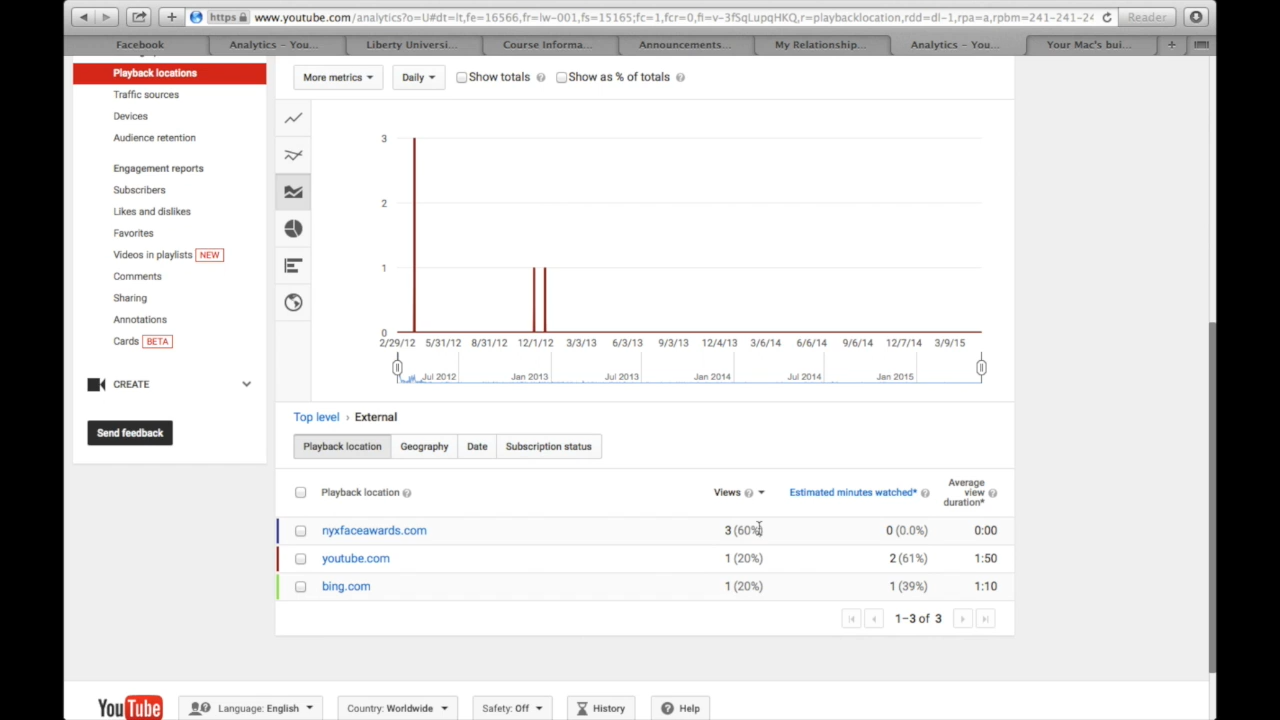 https www.youtube.com/analytics?o=U#dt=lt,fe=16566,fr=lw-001,fs=15165;fc=1,fcr=0,fi=v-3fSqLupqHKQ,r=playbacklocation,rdd=dl-1,rpa=a,rpbm=241-241-24 Reader
Facebook Analytics – You... Liberty Universi... Course Informa... Announcements... My Relationship... Analytics – You... Your Mac's bui...
Playback locations
Traffic sources
Devices
Audience retention
Engagement reports
Subscribers
Likes and dislikes
Favorites
Videos in playlists NEW
Comments
Sharing
Annotations
Cards BETA
CREATE
Send feedback
More metrics Daily Show totals ? Show as % of totals ?
3
2
1
0
2/29/12 5/31/12 8/31/12 12/1/12 3/3/13 6/3/13 9/3/13 12/4/13 3/6/14 6/6/14 9/6/14 12/7/14 3/9/15
Jul 2012 Jan 2013 Jul 2013 Jan 2014 Jul 2014 Jan 2015
Top level › External
Playback location Geography Date Subscription status
Playback location ? Views ? Estimated minutes watched* ? Average view duration* ?
nyxfaceawards.com 3 (60%) 0 (0.0%) 0:00
youtube.com 1 (20%) 2 (61%) 1:50
bing.com 1 (20%) 1 (39%) 1:10
1–3 of 3
YouTube Language: English Country: Worldwide Safety: Off History Help